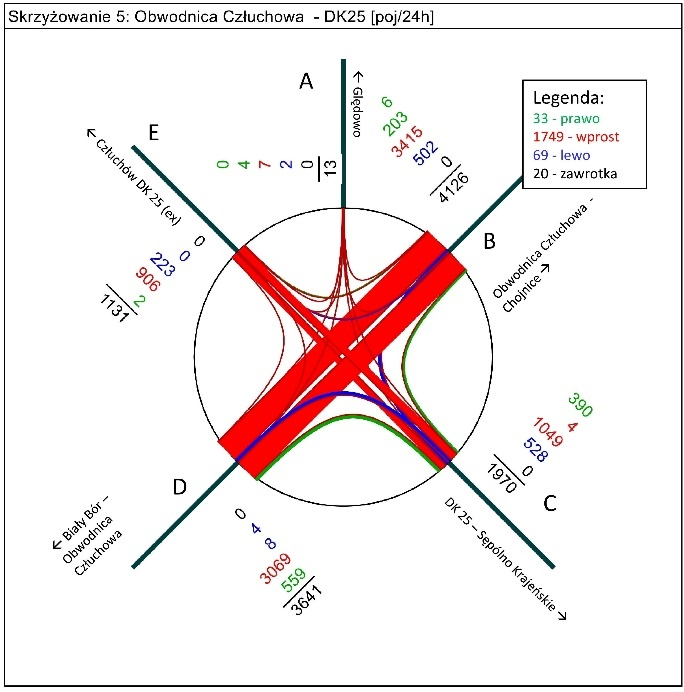 Skrzyżowanie 5: Obwodnica Człuchowa  - DK25 [poj/24h]
Legenda:
33 - prawo
1749 - wprost
69 - lewo
20 - zawrotka
A
← Ględowo
0
4
7
2
0
13
6
203
3415
502
0
4126
B
Obwodnica Człuchowa -
Chojnice →
E
← Człuchów DK 25 (ex)
0
0
223
906
2
1131
390
4
1049
528
0
1970
C
DK 25 – Sępólno Krajeńskie →
D
← Biały Bór –
Obwodnica
Człuchowa
0
4
8
3069
559
3641